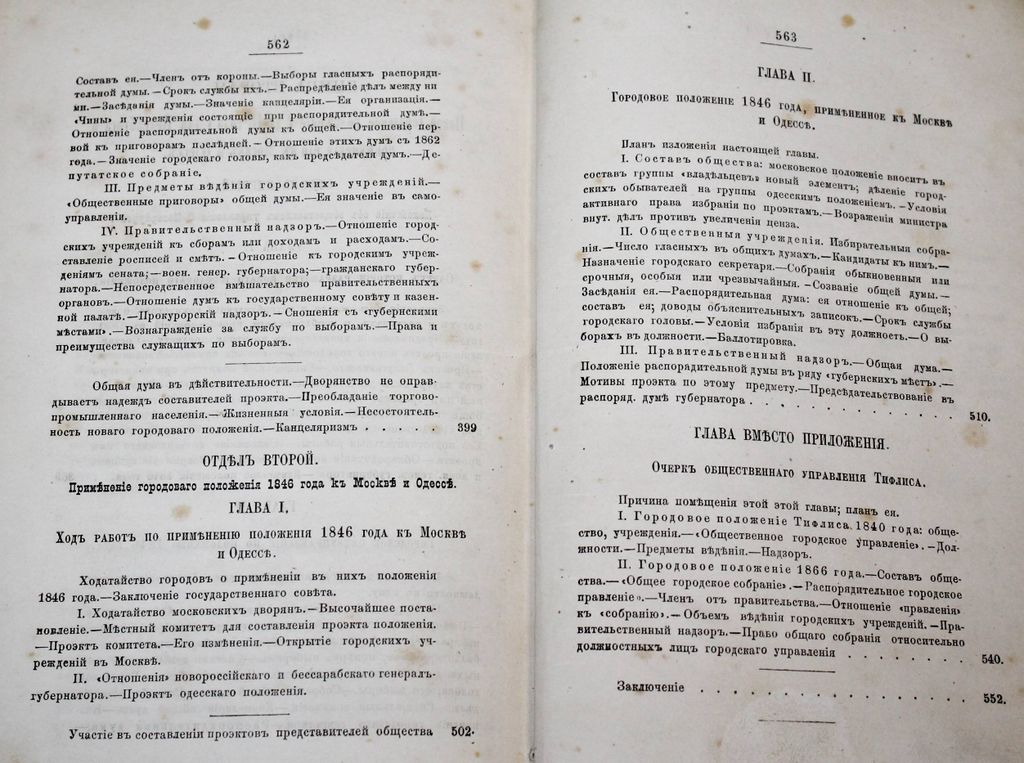 562
Составъ ея.—Членъ отъ короны.—Выборы гласныхъ распоряди-
тельной думы.—Срокъ службы ихъ.—Распредѣленіе дѣлъ между ни
ми.—Засѣданія думы.—Значеніе канцеляріи.—Ея организація.—
«Чины» и учрежденія состоящіе при распорядительной думѣ.—
Отношеніе распорядительной думы къ общей.—Отношеніе пер-
вой къ приговорамъ послѣдней.—Отношеніе этихъ думъ съ 1862
года.—Значеніе городскаго головы, какъ предсѣдателя думъ.—Де-
путатское собраніе.
III. Предметы вѣдѣнія городскихъ учрежденій.—
«Общественные приговоры» общей думы.—Ея значеніе въ само-
управленіи.
IV. Правительственный надзоръ.—Отношеніе город-
скихъ учрежденій къ сборамъ или доходамъ и расходамъ.—Со-
ставленіе росписей и смѣтъ.—Отношеніе къ городскимъ учреж-
деніямъ сената;—воен. генер. губернатора;—гражданскаго губер-
натора.—Непосредственное вмѣшательство правительственныхъ
органовъ.—Отношеніе думъ къ государственному совѣту и казен-
ной палатѣ.—Прокурорскій надзоръ.—Сношенія съ «губернскими
мѣстами».—Вознагражденіе за службу по выборамъ.—Права и
преимущества служащихъ по выборамъ.
Общая дума въ дѣйствительности.—Дворянство не оправ-
дываетъ надеждъ составителей проэкта.—Преобладаніе торгово-
промышленнаго населенія.—Жизненныя условія.—Несостоятель-
ность новаго городоваго положенія.—Канцеляризмъ . . . . . 399
ОТДѢЛЪ ВТОРОЙ.
Примѣненіе городоваго положенія 1846 года къ Москвѣ и Одессѣ.
ГЛАВА I.
Ходъ работъ по примѣненію положенія 1846 года къ Москвѣ
и Одессѣ.
Ходатайство городовъ о примѣненіи въ нихъ положенія
1846 года.—Заключеніе государственнаго совѣта.
I. Ходатайство московскихъ дворянъ.—Высочайшее поста-
новленіе.—Мѣстный комитетъ для составленія проэкта положенія.
—Проэктъ комитета.—Его измѣненія.—Открытіе городскихъ уч-
режденій въ Москвѣ.
II. «Отношенія» новороссійскаго и бессарабскаго генералъ-
губернатора.—Проэктъ одесскаго положенія.
Участіе въ составленіи проэктовъ представителей общества 502.
563
ГЛАВА II.
Городовое положеніе 1846 года, примѣненное къ Москвѣ
и Одессѣ.
Планъ изложенія настоящей главы.
I. Составъ общества: московское положеніе вноситъ въ
составъ группы «владѣльцевъ» новый элементъ; дѣленіе город-
скихъ обывателей на группы одесскимъ положеніемъ.—Условія
активнаго права избранія по проэктамъ.—Возраженія министра
внут. дѣлъ противъ увеличенія ценза.
II. Общественныя учрежденія. Избирательныя собра-
нія.—Число гласныхъ въ общихъ думахъ.—Кандидаты къ нимъ.—
Назначеніе городскаго секретаря.—Собранія обыкновенныя или
срочныя, особыя или чрезвычайныя.—Созваніе общей думы.—
Засѣданія ея.—Распорядительная дума: ея отношеніе къ общей;
составъ ея; доводы объяснительныхъ записокъ.—Срокъ службы
городскаго головы.—Условія избранія въ эту должность.—О вы-
борахъ въ должности.—Баллотировка.
III. Правительственный надзоръ.—Общая дума.—
Положеніе распорядительной думы въ ряду «губернскихъ мѣстъ».—
Мотивы проэкта по этому предмету.—Предсѣдательствованіе въ
распоряд. думѣ губернатора . . . . . . . . . . . . . 510.
ГЛАВА ВМѢСТО ПРИЛОЖЕНІЯ.
Очеркъ общественнаго управленія Тифлиса.
Причина помѣщенія этой этой главы; планъ ея.
I. Городовое положеніе Тифлиса 1840 года: обще-
ство, учрежденія.—«Общественное городское управленіе».—Дол-
жности.—Предметы вѣдѣнія.—Надзоръ.
II. Городовое положеніе 1866 года.—Составъ обще-
ства.—«Общее городское собраніе».—Распорядительное городское
правленіе».—Членъ отъ правительства.—Отношеніе «правленія»
къ «собранію».—Объемъ вѣдѣнія городскихъ учрежденій.—Пра-
вительственный надзоръ.—Право общаго собранія относительно
должностныхъ лицъ городскаго управленія . . . . . . . . 540.
Заключеніе . . . . . . . . . . . . . . . . 552.